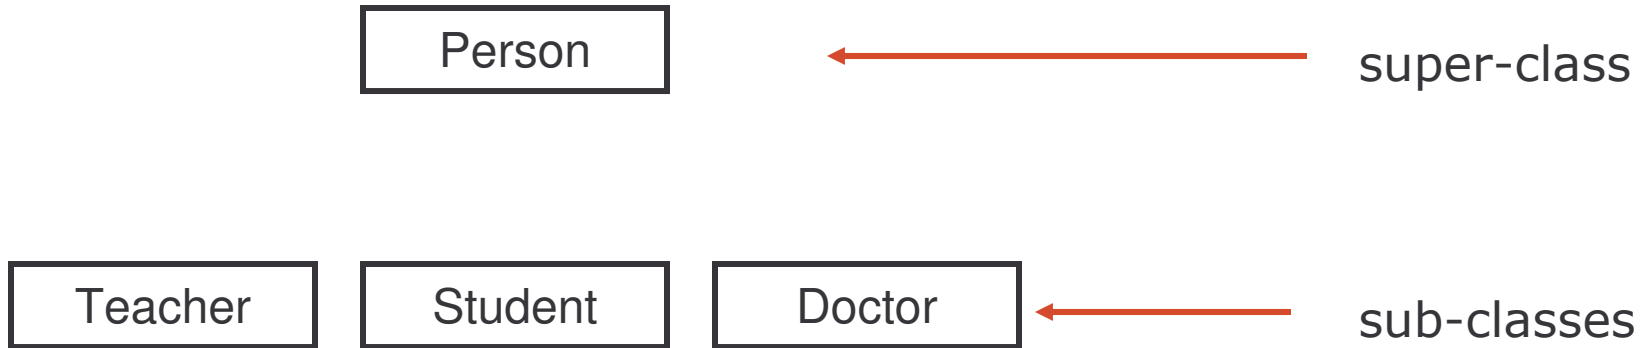 Person
super-class
Teacher
Student
Doctor
sub-classes